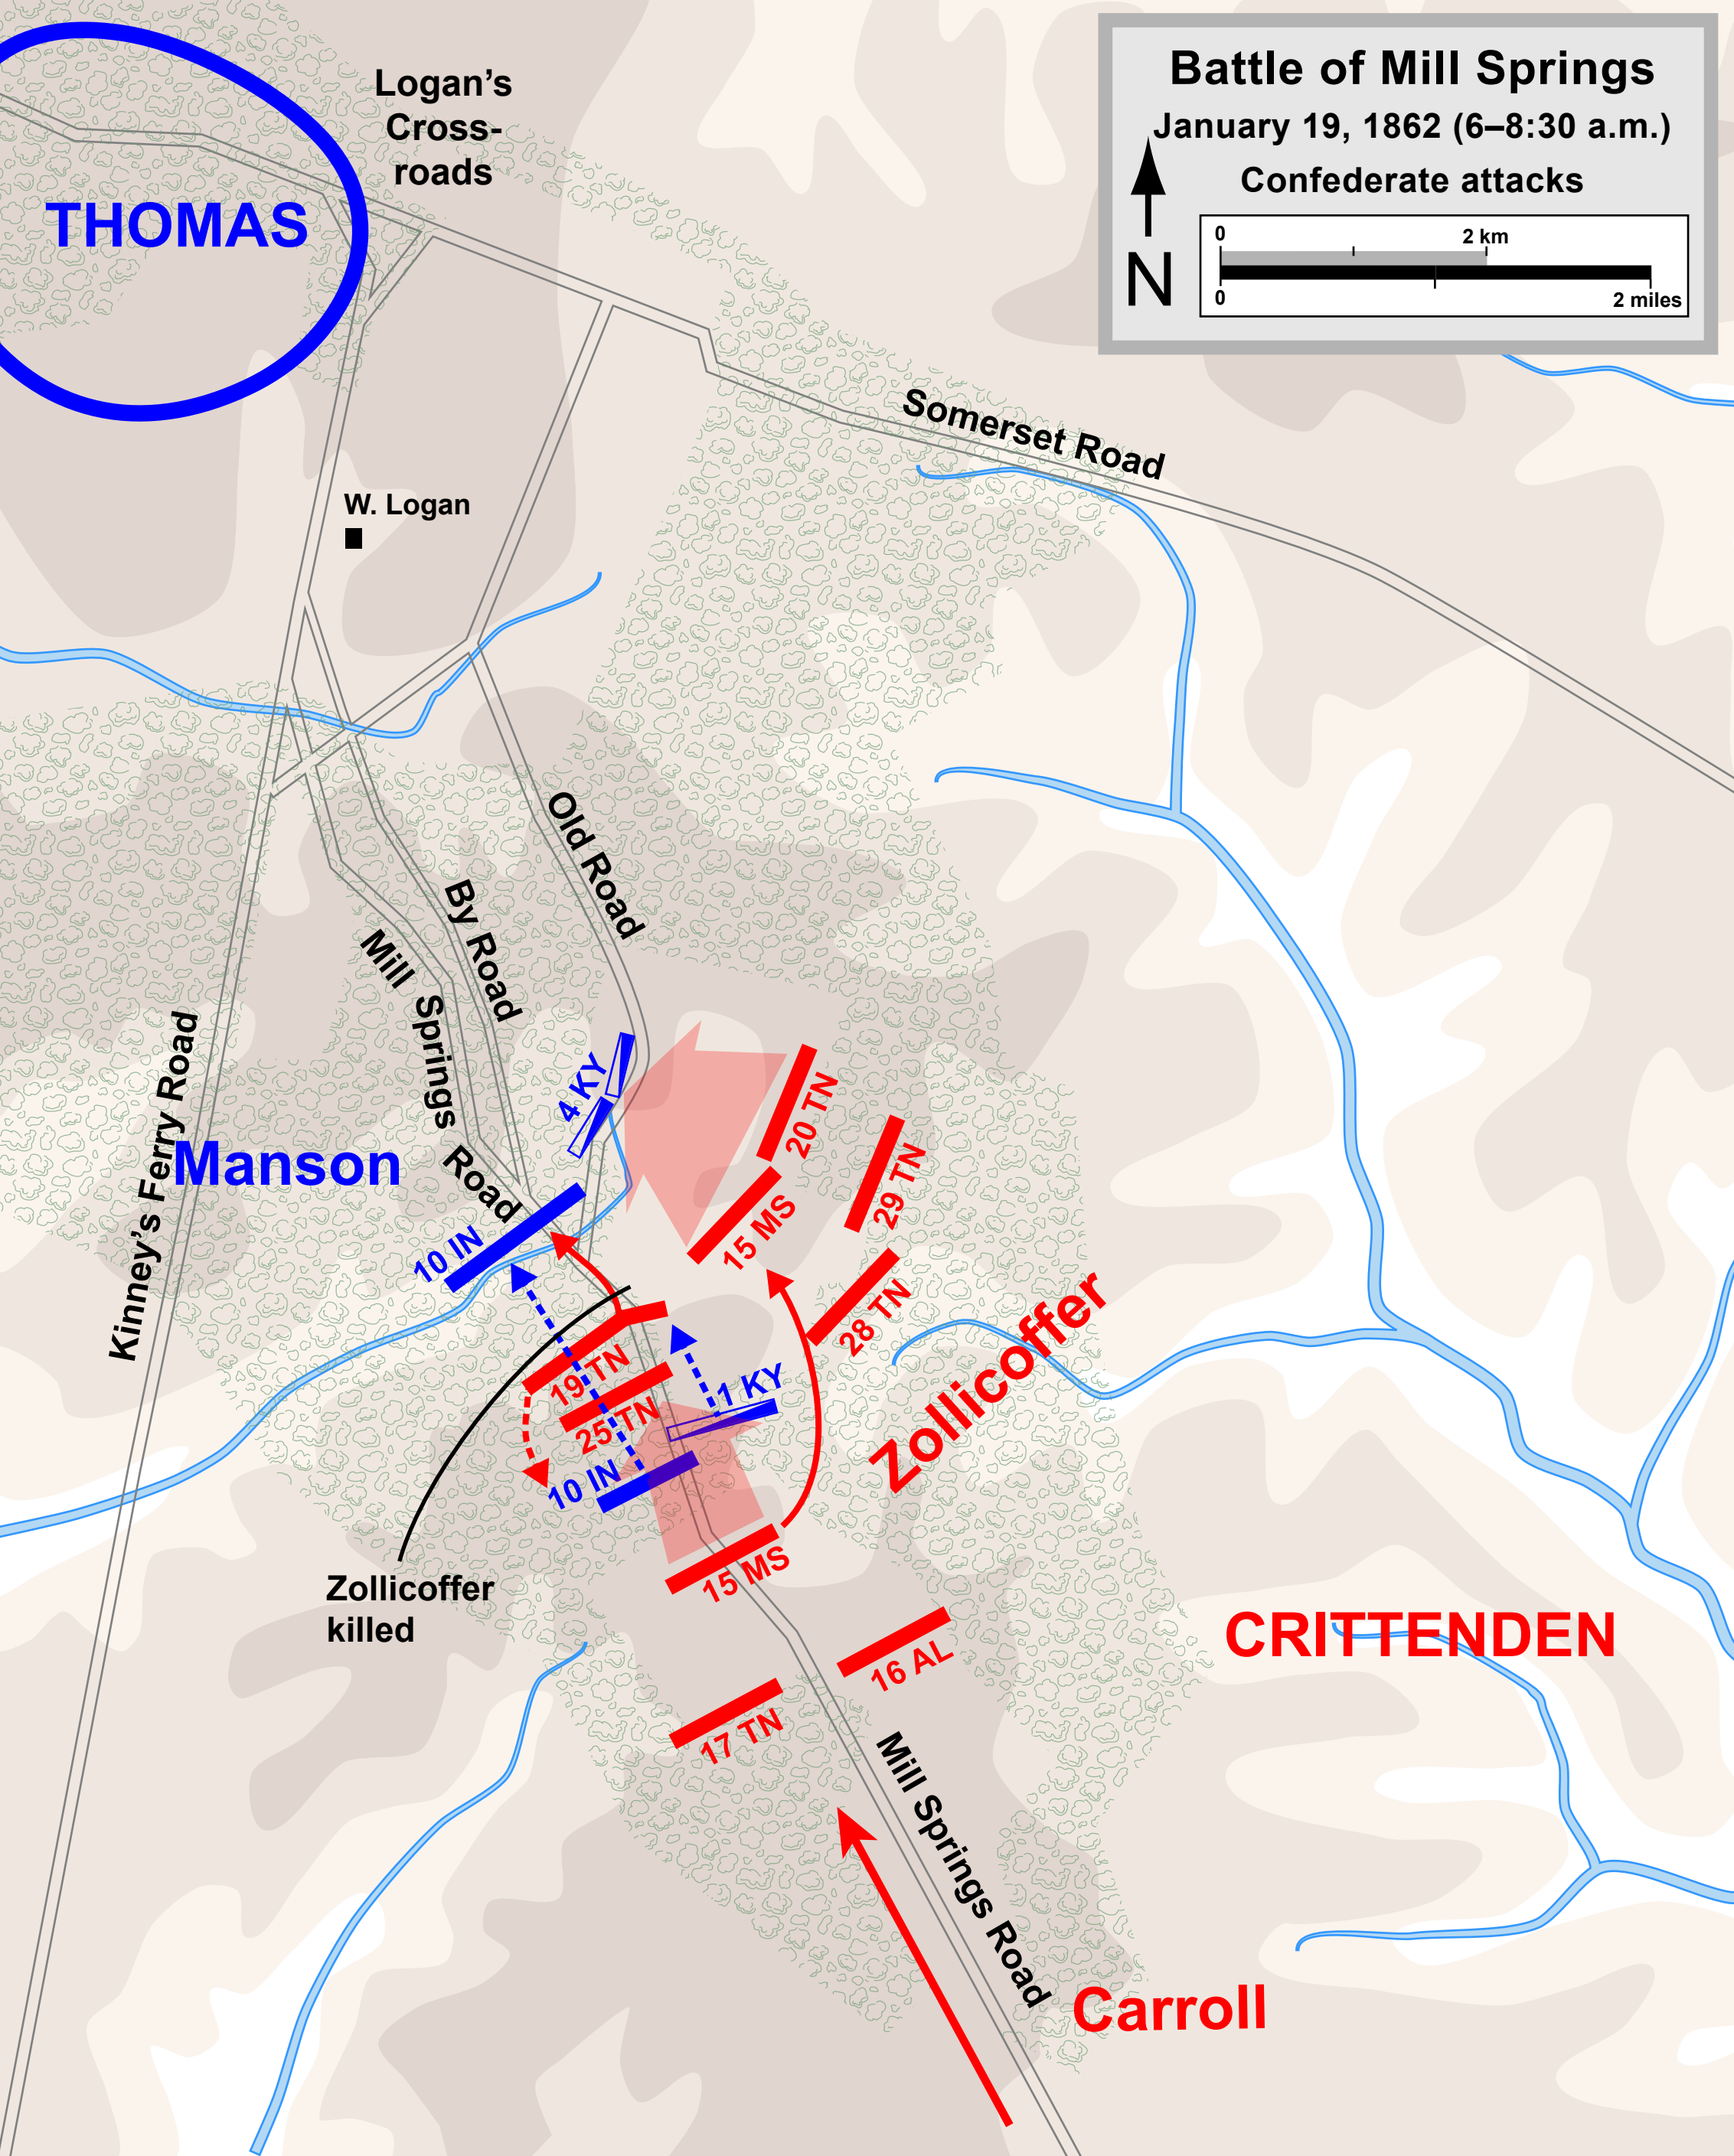 Battle of Mill Springs
January 19, 1862 (6–8:30 a.m.)
Confederate attacks
N
0
2 km
0
2 miles
Logan's
Cross-
roads
THOMAS
Somerset Road
W. Logan
Old Road
By Road
Mill Springs Road
Kinney's Ferry Road
Manson
4 KY
10 IN
20 TN
15 MS
29 TN
28 TN
Zollicoffer
19 TN
25 TN
1 KY
10 IN
15 MS
Zollicoffer
killed
16 AL
17 TN
CRITTENDEN
Mill Springs Road
Carroll